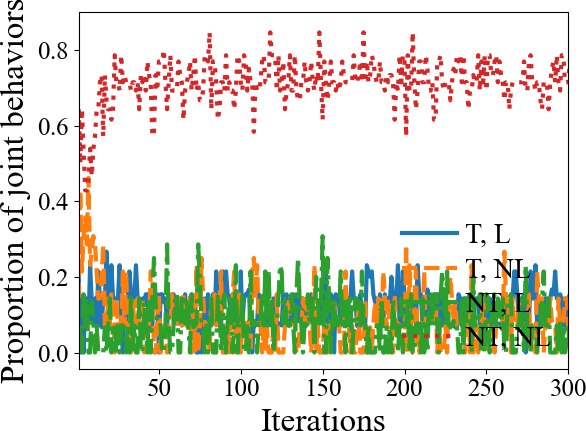 Proportion of joint behaviors
0.8
0.6
0.4
0.2
0.0
T, L
T, NL
NT, L
NT, NL
50
100
150
200
250
300
Iterations